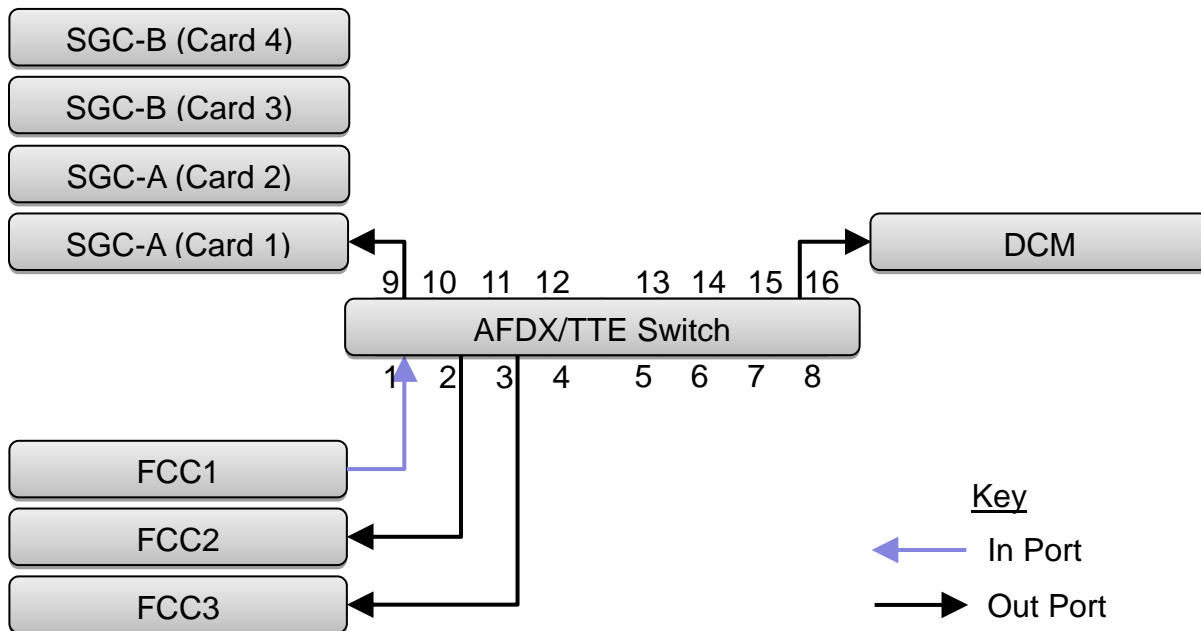 SGC-B (Card 4)
SGC-B (Card 3)
SGC-A (Card 2)
SGC-A (Card 1)
DCM
9 10 11 12 13 14 15 16
AFDX/TTE Switch
1 2 3 4 5 6 7 8
FCC1
FCC2
FCC3
Key
In Port
Out Port